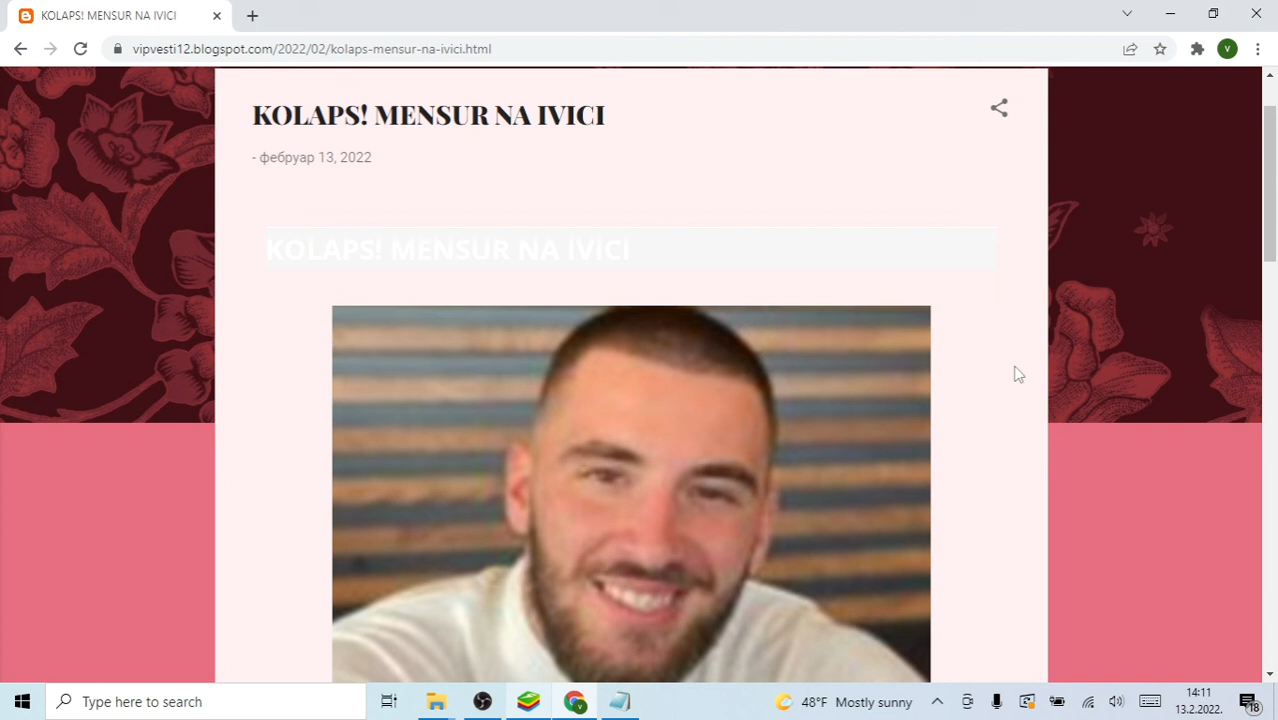 KOLAPS! MENSUR NA IVICI
vipvesti12.blogspot.com/2022/02/kolaps-mensur-na-ivici.html
V
KOLAPS! MENSUR NA IVICI
- фебруар 13, 2022
KOLAPS! MENSUR NA IVICI
Type here to search
V
48°F Mostly sunny
14:11
13.2.2022.
18